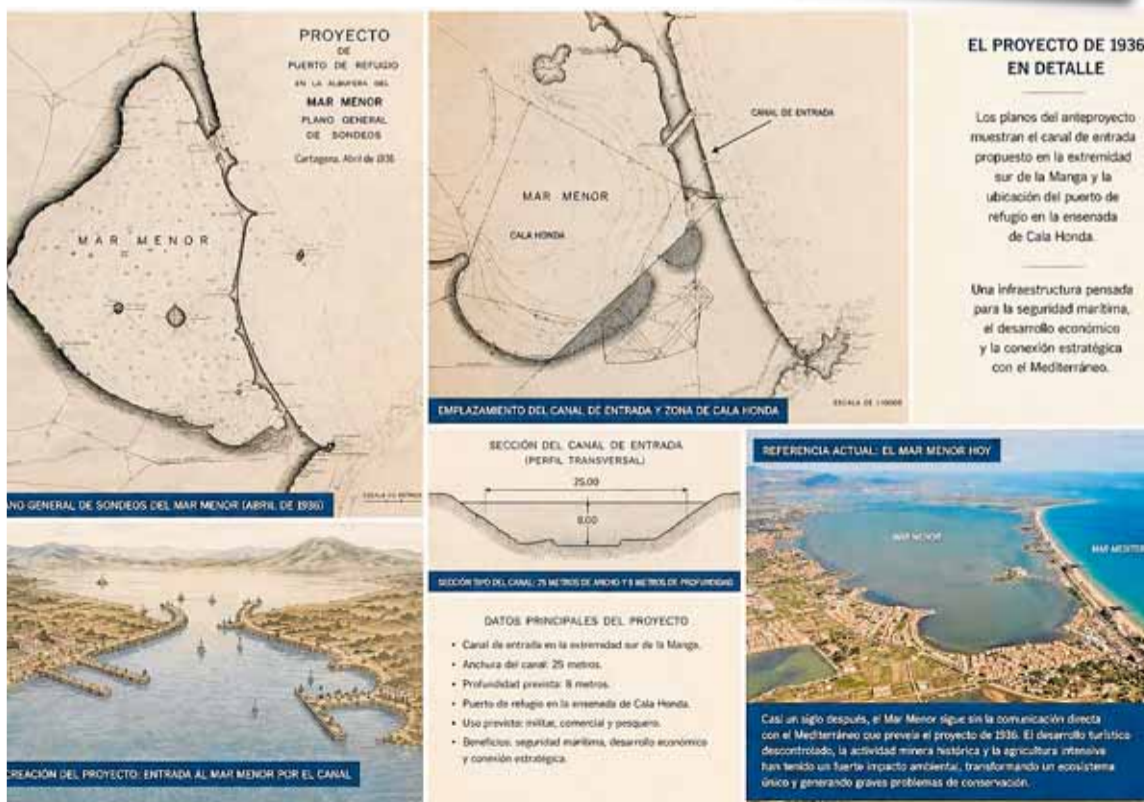 PROYECTO
DE
PUERTO DE REFUGIO
EN LA ALBUFERA DEL
MAR MENOR
PLANO GENERAL
DE SONDEOS
Cartagena, Abril de 1936
MAR MENOR
ANO GENERAL DE SONDEOS DEL MAR MENOR (ABRIL DE 1936)
CANAL DE ENTRADA
MAR MENOR
CALA HONDA
EMPLAZAMIENTO DEL CANAL DE ENTRADA Y ZONA DE CALA HONDA
EL PROYECTO DE 1936
EN DETALLE
Los planos del anteproyecto
muestran el canal de entrada
propuesto en la extremidad
sur de la Manga y la
ubicación del puerto de
refugio en la ensenada
de Cala Honda.
Una infraestructura pensada
para la seguridad marítima,
el desarrollo económico
y la conexión estratégica
con el Mediterráneo.
CREACIÓN DEL PROYECTO: ENTRADA AL MAR MENOR POR EL CANAL
SECCIÓN DEL CANAL DE ENTRADA
(PERFIL TRANSVERSAL)
25.00
8.00
SECCIÓN TIPO DEL CANAL: 25 METROS DE ANCHO Y 8 METROS DE PROFUNDIDAD
DATOS PRINCIPALES DEL PROYECTO
• Canal de entrada en la extremidad sur de la Manga.
• Anchura del canal: 25 metros.
• Profundidad prevista: 8 metros.
• Puerto de refugio en la ensenada de Cala Honda.
• Uso previsto: militar, comercial y pesquero.
• Beneficios: seguridad marítima, desarrollo económico
y conexión estratégica.
REFERENCIA ACTUAL: EL MAR MENOR HOY
MAR MENOR
MAR MEDITER
Casi un siglo después, el Mar Menor sigue sin la comunicación directa
con el Mediterráneo que preveía el proyecto de 1936. El desarrollo turístico
descontrolado, la actividad minera histórica y la agricultura intensiva
han tenido un fuerte impacto ambiental, transformando un ecosistema
único y generando graves problemas de conservación.